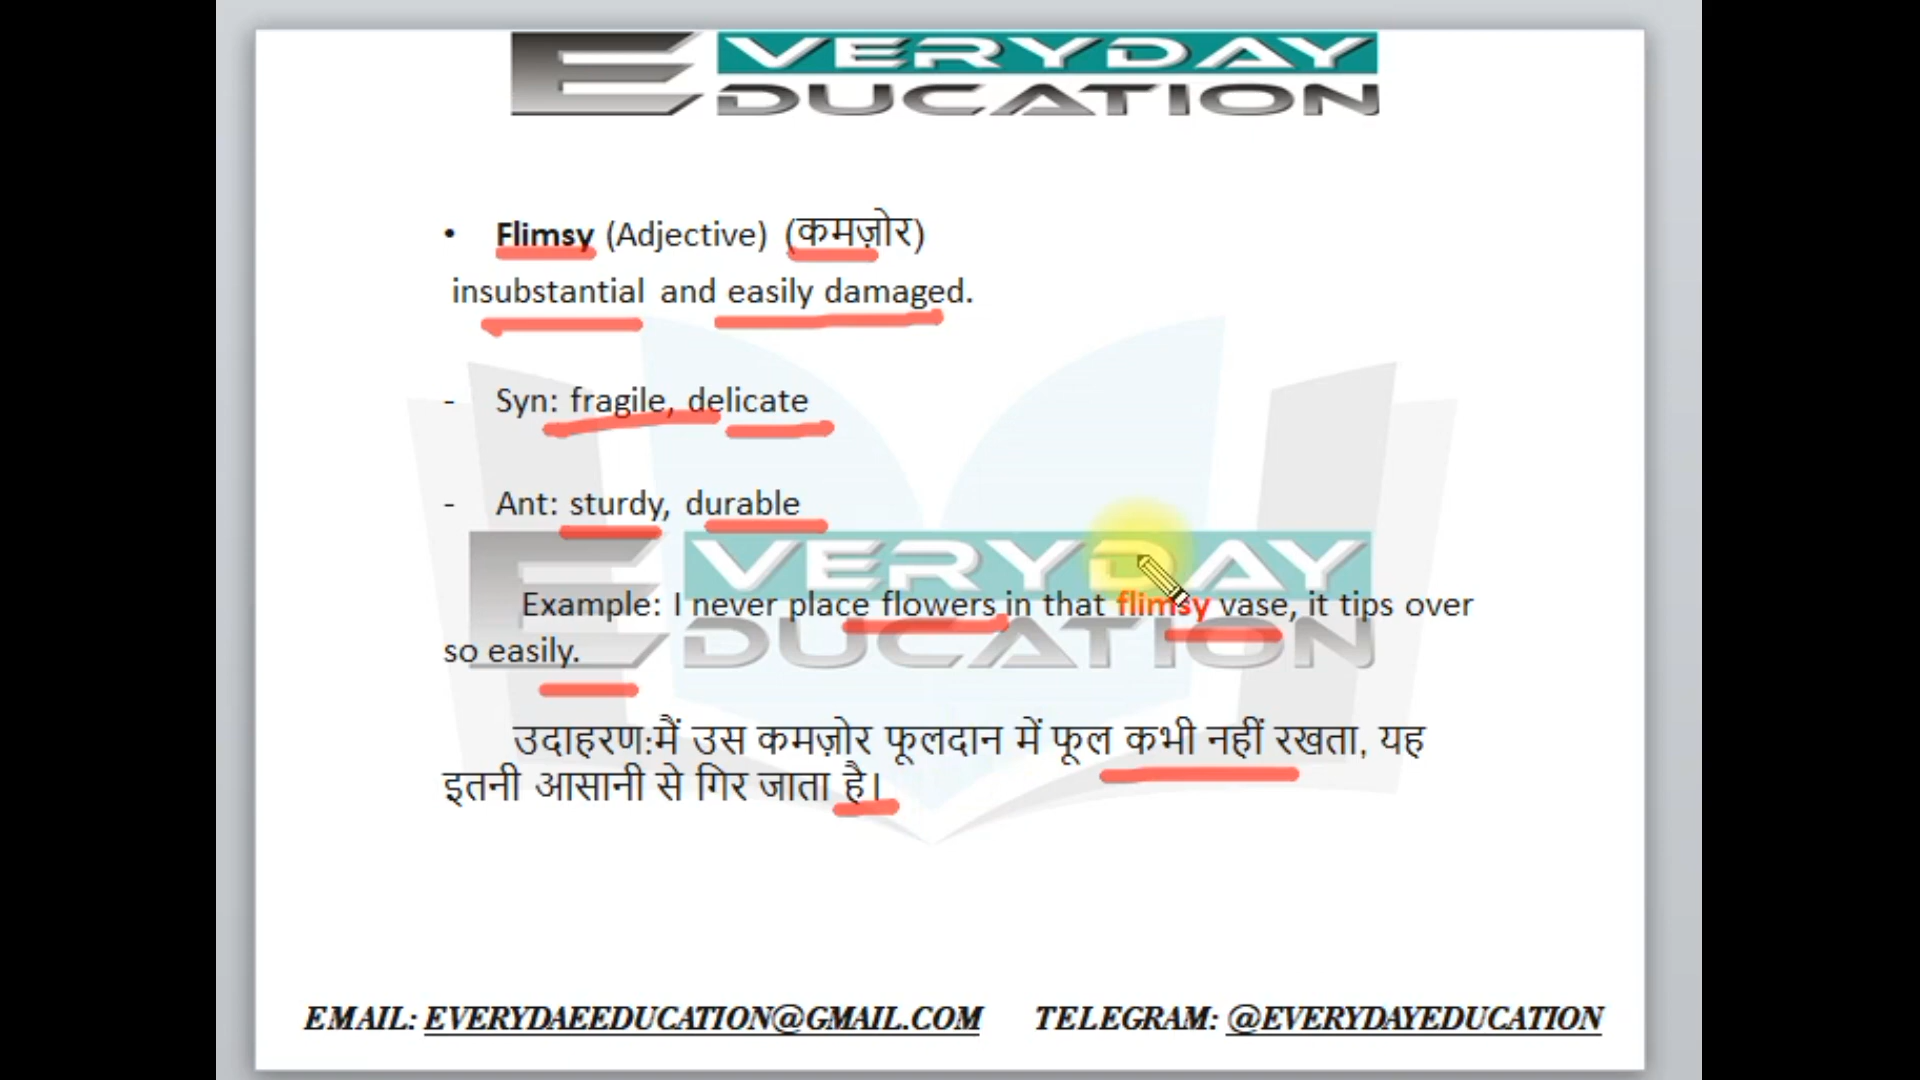 EVERYDAY
EDUCATION
• Flimsy (Adjective) (कमज़ोर)
insubstantial and easily damaged.
- Syn: fragile, delicate
- Ant: sturdy, durable
EVERYDAY
EDUCATION
Example: I never place flowers in that flimsy vase, it tips over
so easily.
उदाहरण:मैं उस कमज़ोर फूलदान में फूल कभी नहीं रखता, यह
इतनी आसानी से गिर जाता है।
EMAIL: EVERYDAEEDUCATION@GMAIL.COM TELEGRAM: @EVERYDAYEDUCATION